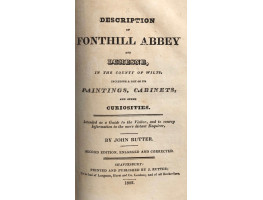 DESCRIPTION
OF
FONTHILL ABBEY
AND
DEMESNE,
IN THE COUNTY OF WILTS;
INCLUDING A LIST OF ITS
PAINTINGS, CABINETS,
AND OTHER
CURIOSITIES.
Intended as a Guide to the Visitor, and to convey
Information to the more distant Enquirer.
BY JOHN RUTTER.
SECOND EDITION, ENLARGED AND CORRECTED.
SHAFTESBURY:
PRINTED AND PUBLISHED BY J. RUTTER;
1822.